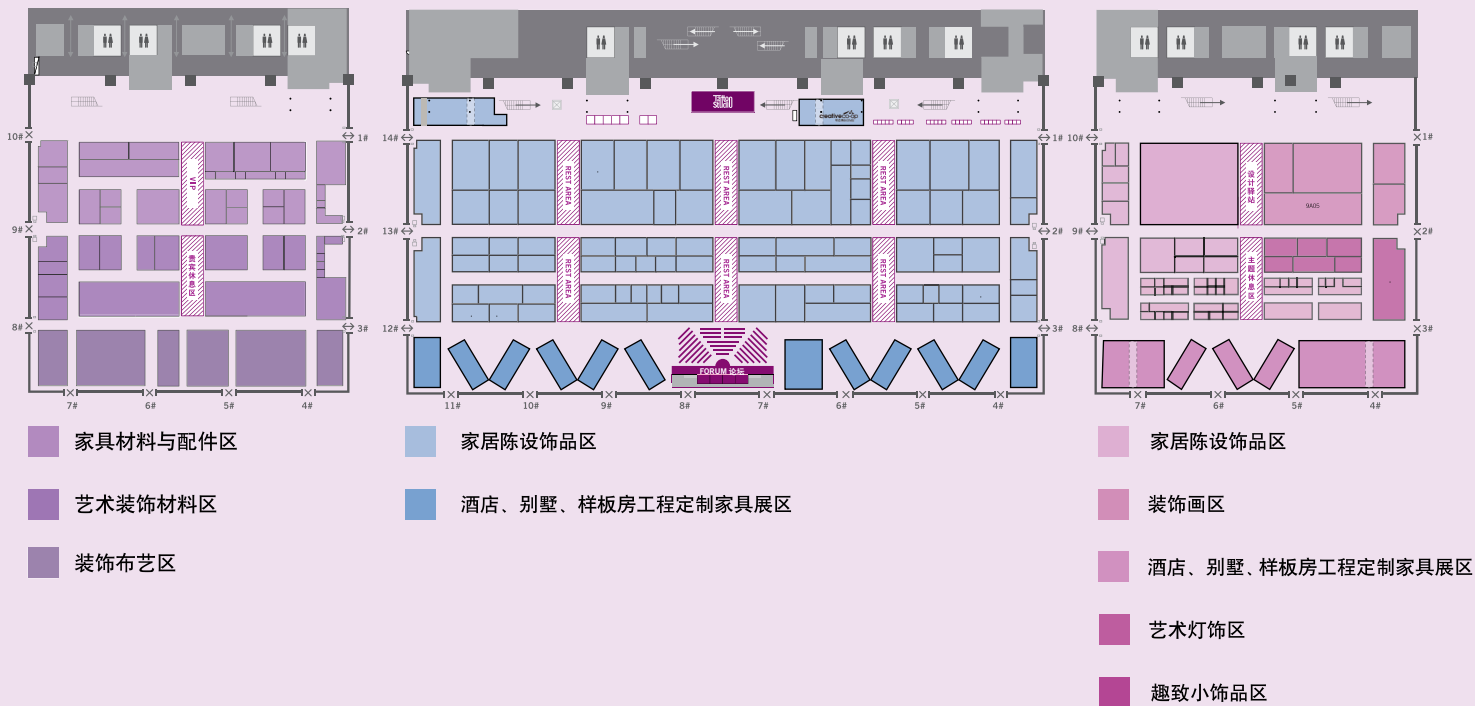 TEMan
studio
creativeco-op
10#
1#
14#
1#
10#
1#
VIP
REST AREA
REST AREA
REST AREA
设计驿站
9A05
9#
2#
13#
2#
9#
2#
贵宾休息区
REST AREA
REST AREA
REST AREA
主题休息区
8#
3#
12#
3#
8#
3#
FORUM 论坛
7#
6#
5#
4#
11#
10#
9#
8#
7#
6#
5#
4#
7#
6#
5#
4#
家具材料与配件区
艺术装饰材料区
装饰布艺区
家居陈设饰品区
酒店、别墅、样板房工程定制家具展区
家居陈设饰品区
装饰画区
酒店、别墅、样板房工程定制家具展区
艺术灯饰区
趣致小饰品区